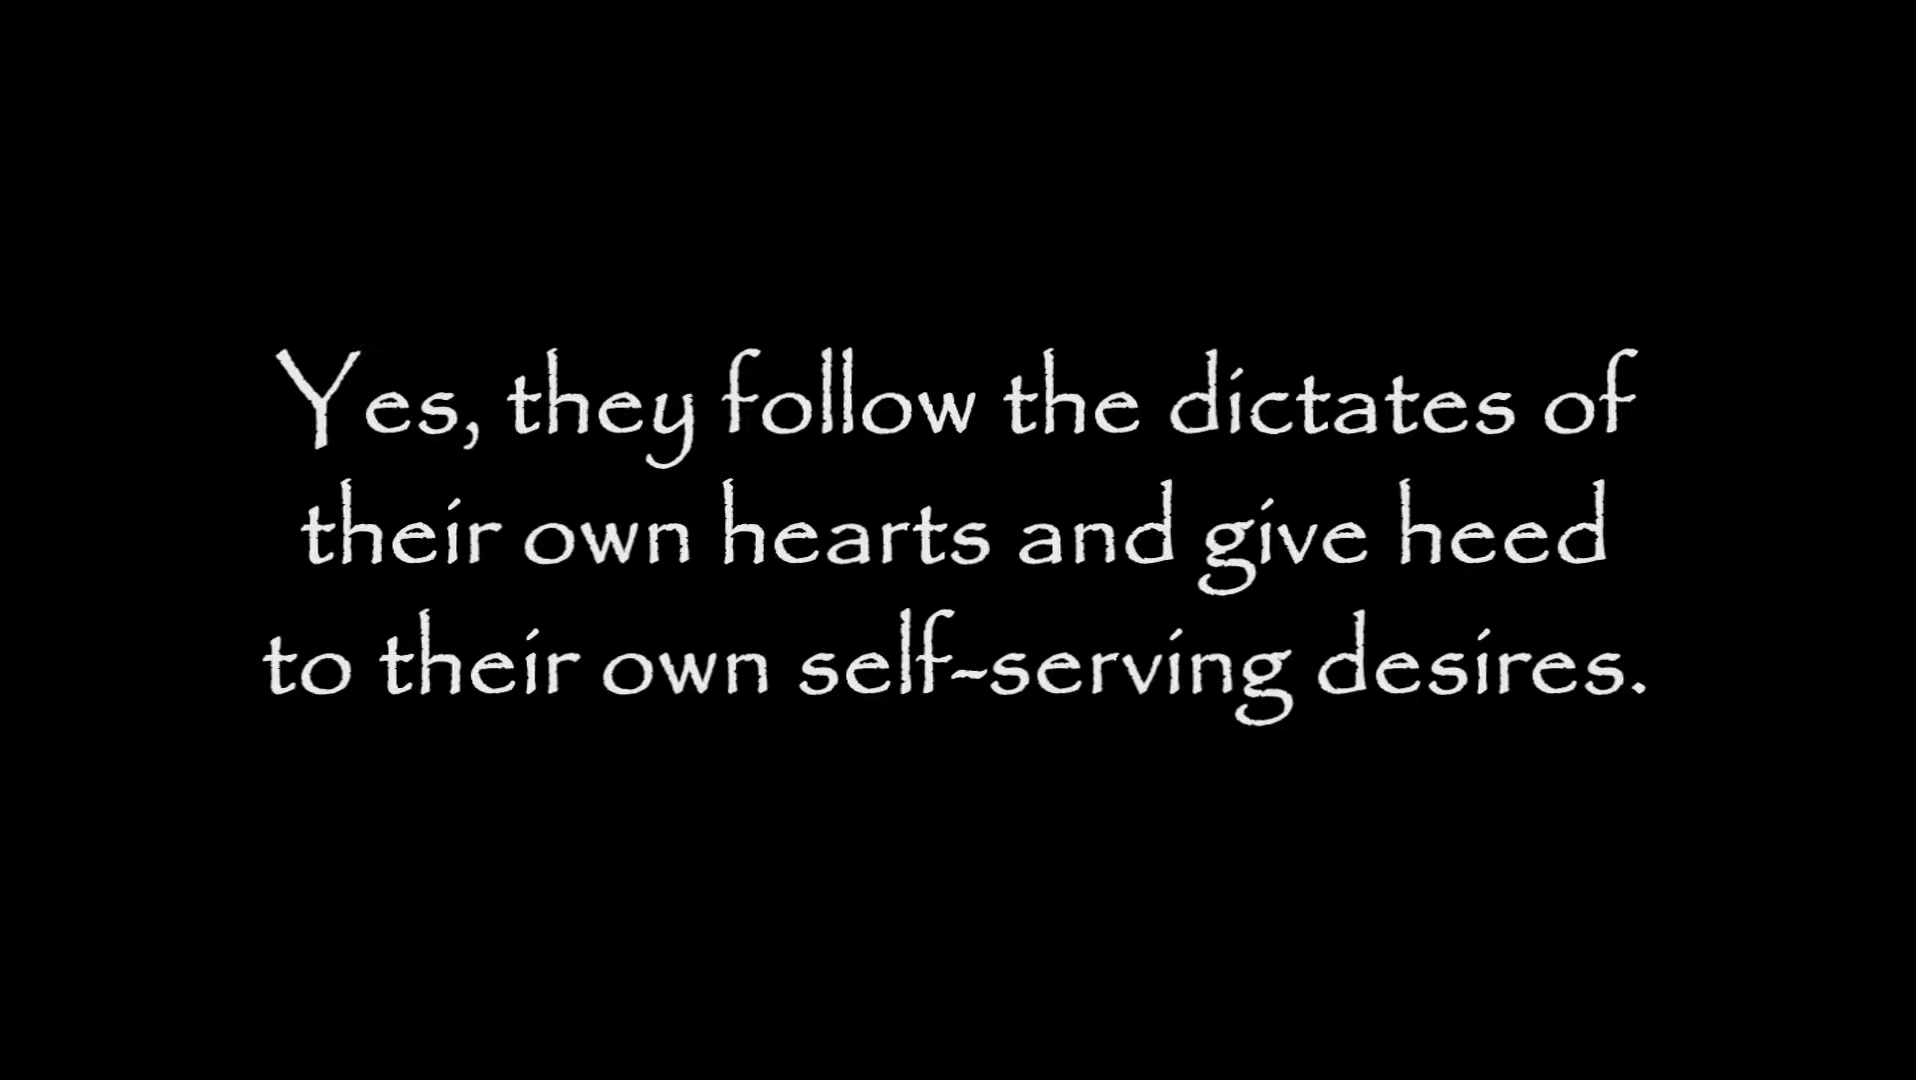 Yes, they follow the dictates of
their own hearts and give heed
to their own self-serving desires.